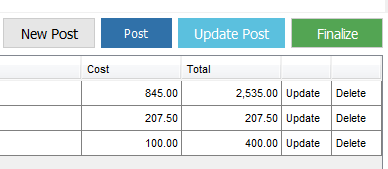 New Post Post Update Post Finalize
Cost Total
845.00 2,535.00 Update Delete
207.50 207.50 Update Delete
100.00 400.00 Update Delete